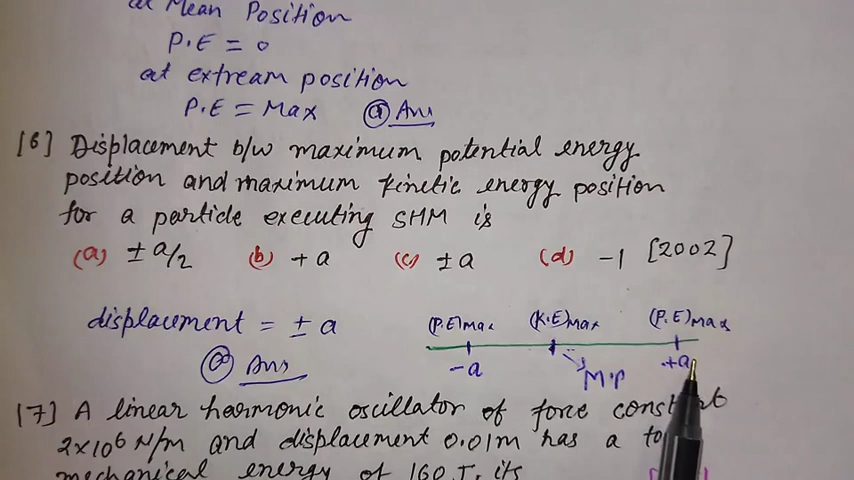 at Mean Position
P.E = 0
at extream position
P.E = Max (a) Ans
[6] Displacement b/w maximum potential energy
position and maximum kinetic energy position
for a particle executing SHM is
(a) ±a/2 (b) +a (c) ±a (d) -1 [2002]
displacement = ±a
Ans
(P.E)Max (K.E)Max (P.E)Max
-a M.P +a
[7] A linear harmonic oscillator of force constant
2×10⁶ N/m and displacement 0.01m has a
mechanical energy of 160 J. its